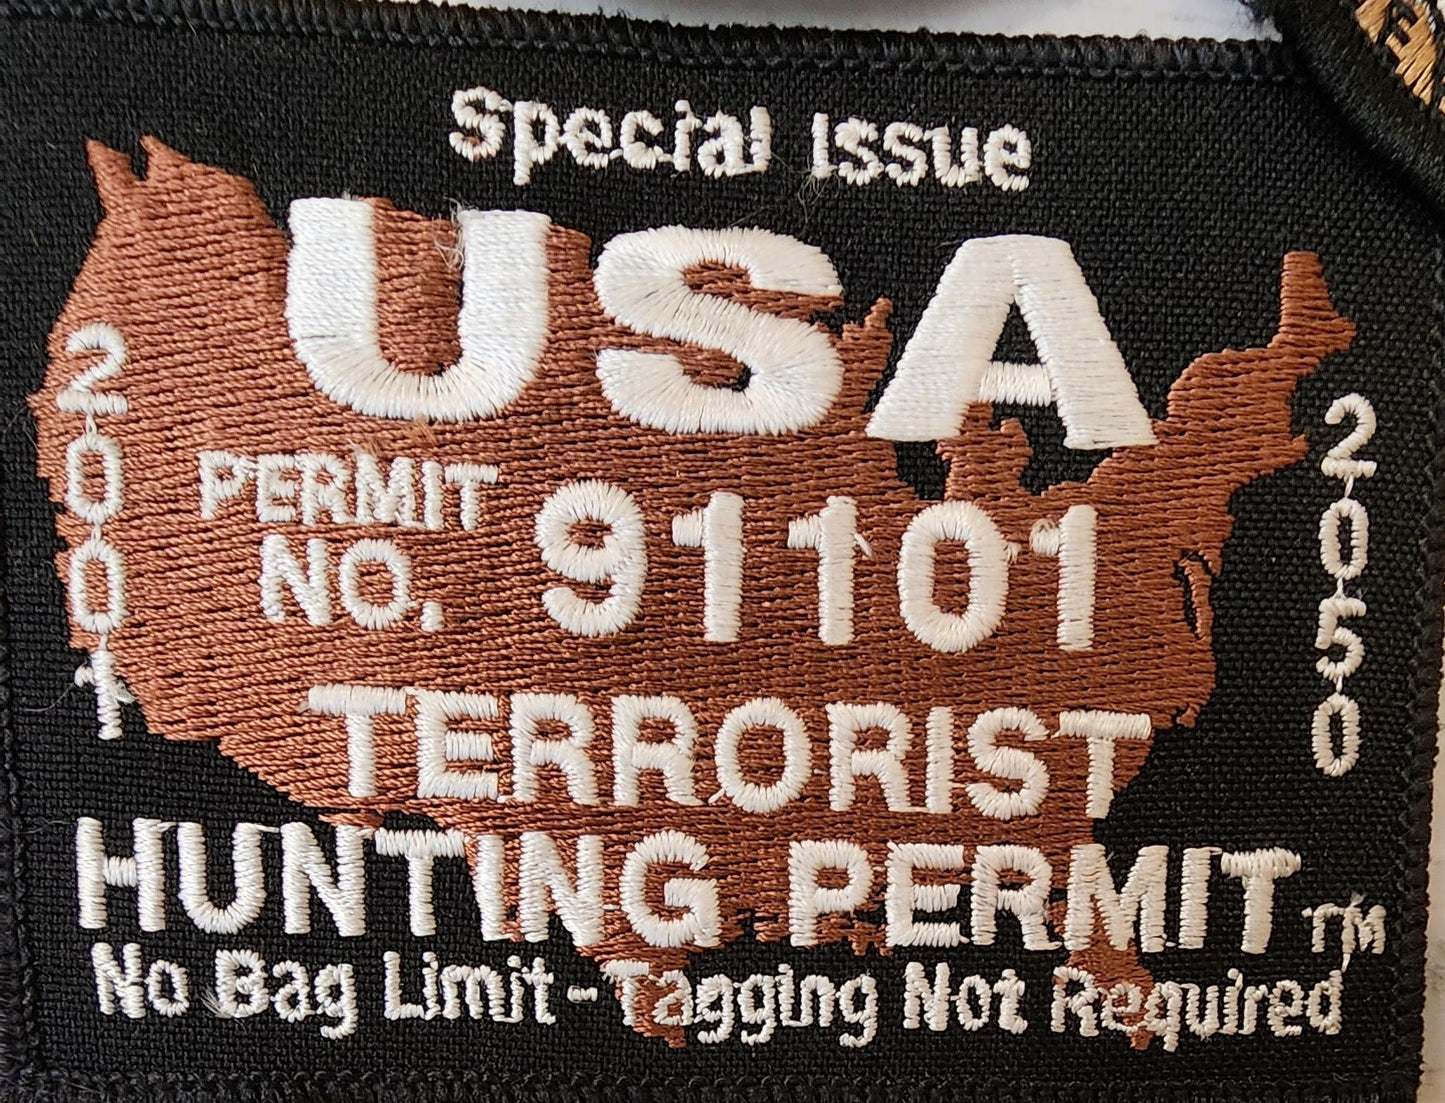 Special Issue
USA
2001
PERMIT
NO. 91101
2050
TERRORIST
HUNTING PERMIT TM
No Bag Limit - Tagging Not Required